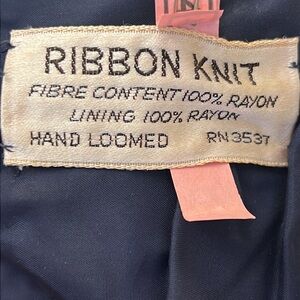 RIBBON KNIT
FIBRE CONTENT 100% RAYON
LINING 100% RAYON
HAND LOOMED RN 3537